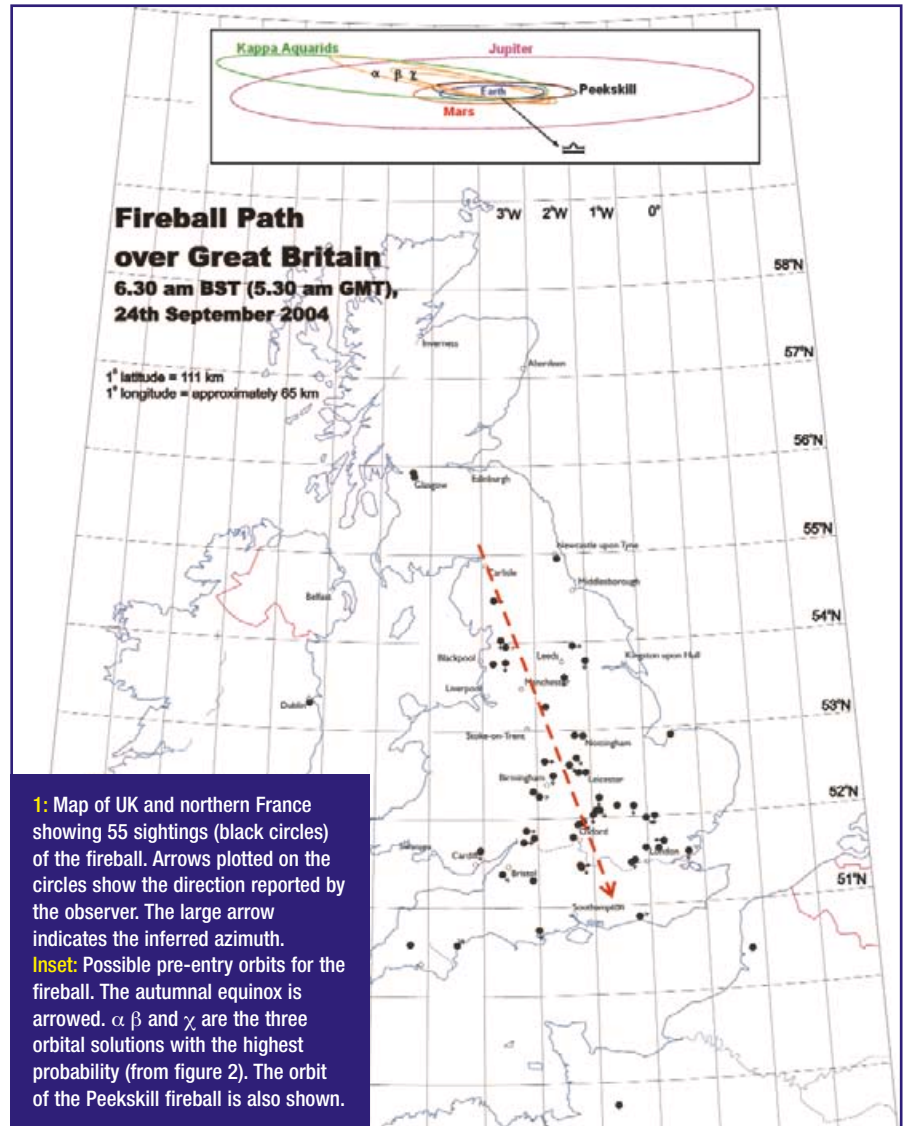 Kappa Aquarids
Jupiter
α β χ
Earth
Peekskill
Mars
Fireball Path
over Great Britain
6.30 am BST (5.30 am GMT),
24th September 2004
1° latitude = 111 km
1° longitude = approximately 65 km
3°W 2°W 1°W 0°
58°N
57°N
56°N
55°N
54°N
53°N
52°N
51°N
Inverness
Aberdeen
Glasgow
Edinburgh
Newcastle upon Tyne
Carlisle
Middlesborough
Belfast
Blackpool
Leeds
Kingston upon Hull
Liverpool
Manchester
Dublin
Stoke-on-Trent
Nottingham
Birmingham
Leicester
Swansea
Cardiff
Oxford
London
Bristol
Southampton
1: Map of UK and northern France
showing 55 sightings (black circles)
of the fireball. Arrows plotted on the
circles show the direction reported by
the observer. The large arrow
indicates the inferred azimuth.
Inset: Possible pre-entry orbits for the
fireball. The autumnal equinox is
arrowed. α β and χ are the three
orbital solutions with the highest
probability (from figure 2). The orbit
of the Peekskill fireball is also shown.